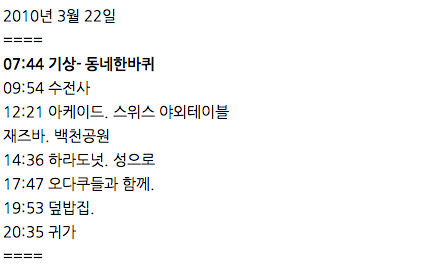 2010년 3월 22일
====
07:44 기상- 동네한바퀴
09:54 수전사
12:21 아케이드. 스위스 야외테이블
재즈바. 백천공원
14:36 하라도넛. 성으로
17:47 오다쿠들과 함께.
19:53 덮밥집.
20:35 귀가
====